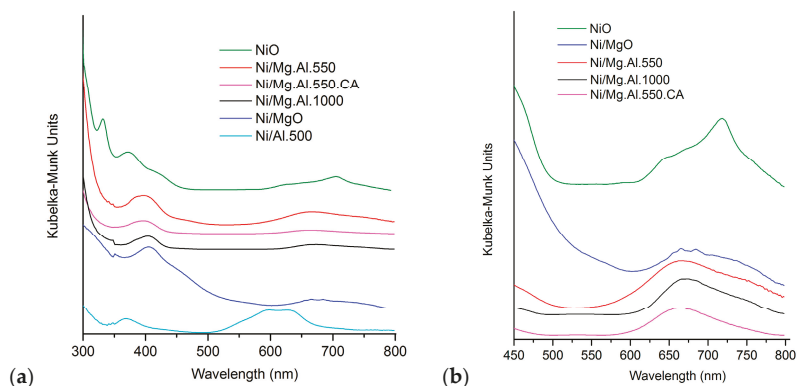 NiO
Ni/Mg.Al.550
Ni/Mg.Al.550.CA
Ni/Mg.Al.1000
Ni/MgO
Ni/Al.500
Kubelka-Munk Units
300 400 500 600 700 800
Wavelength (nm)
(a)
NiO
Ni/MgO
Ni/Mg.Al.550
Ni/Mg.Al.1000
Ni/Mg.Al.550.CA
Kubelka-Munk Units
450 500 550 600 650 700 750 800
Wavelength (nm)
(b)